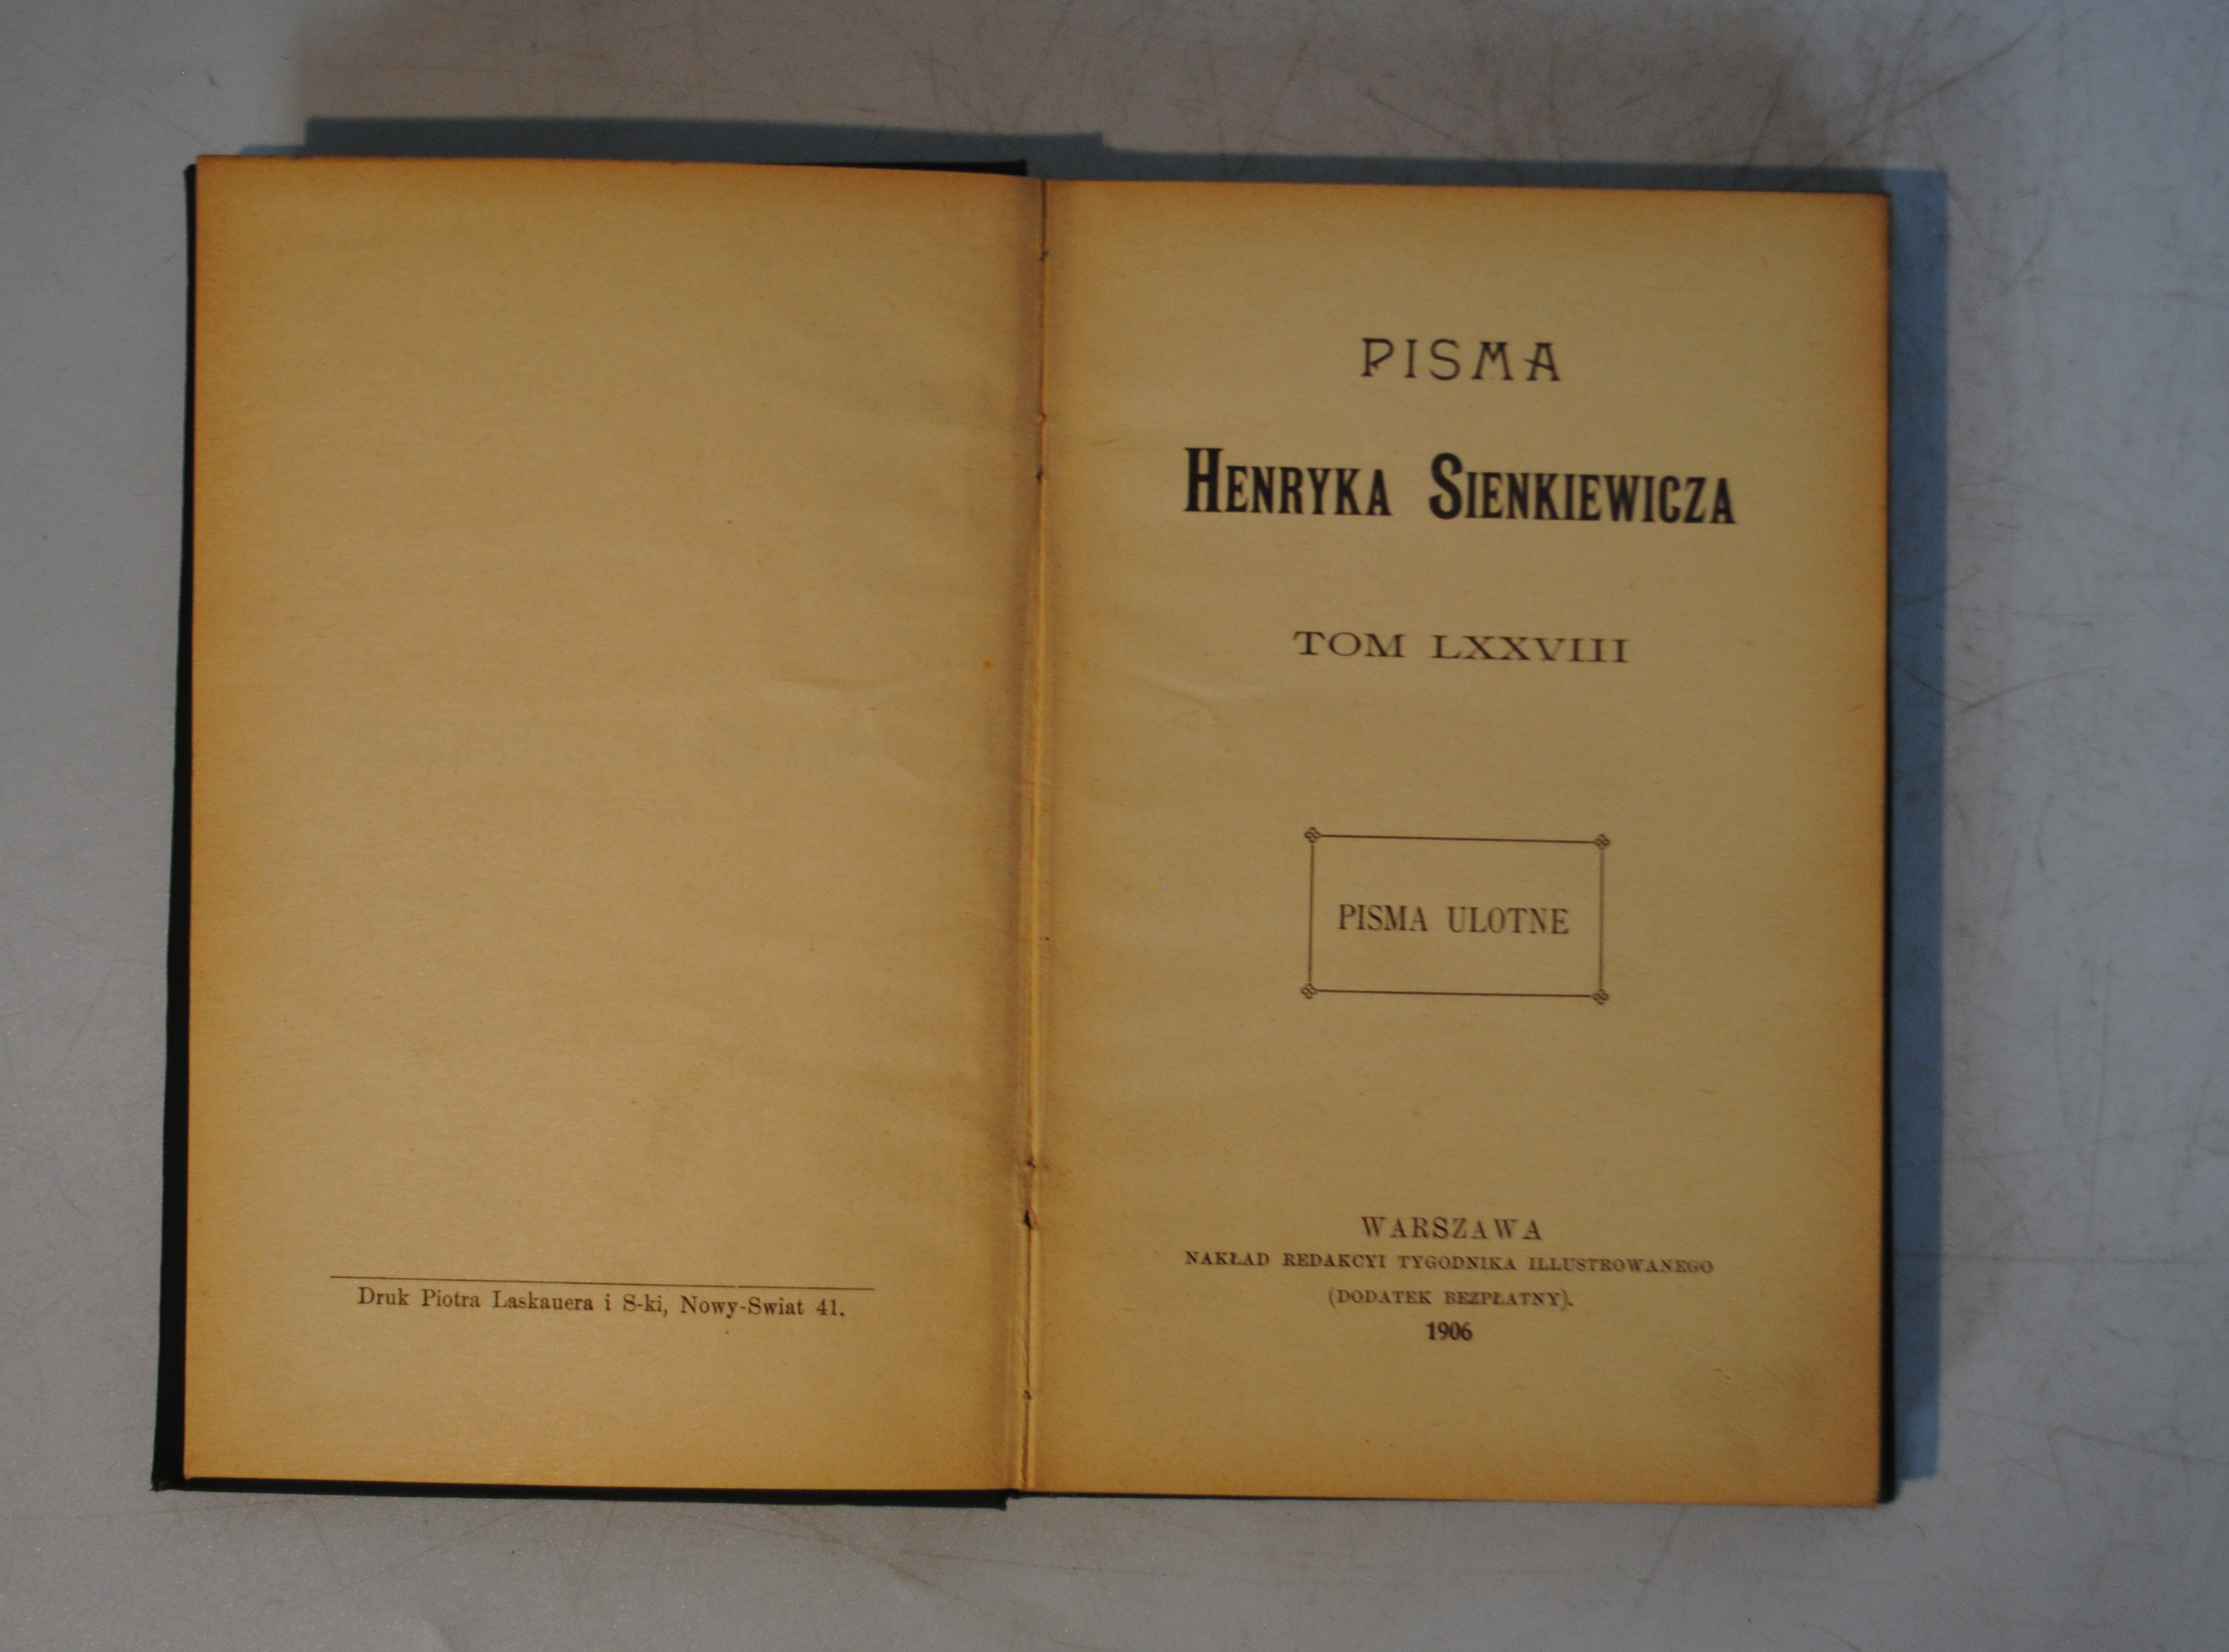 Druk Piotra Laskauera i S-ki, Nowy-Swiat 41.
PISMA
HENRYKA SIENKIEWICZA
TOM LXXVIII
PISMA ULOTNE
WARSZAWA
NAKŁAD REDAKCYI TYGODNIKA ILLUSTROWANEGO
(DODATEK BEZPŁATNY).
1906